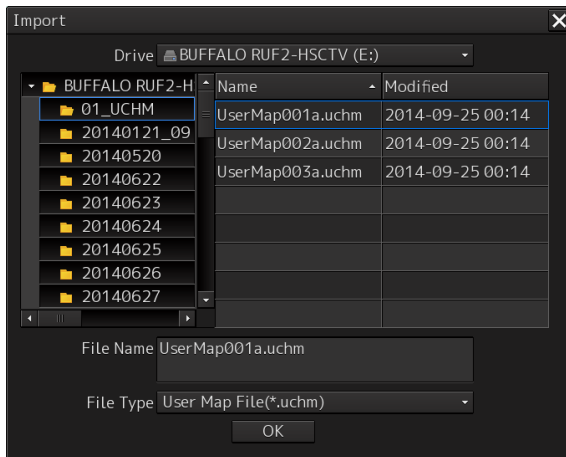 Import
Drive BUFFALO RUF2-HSCTV (E:)
BUFFALO RUF2-H
01_UCHM
20140121_09
20140520
20140622
20140623
20140624
20140625
20140626
20140627
Name Modified
UserMap001a.uchm 2014-09-25 00:14
UserMap002a.uchm 2014-09-25 00:14
UserMap003a.uchm 2014-09-25 00:14
File Name UserMap001a.uchm
File Type User Map File(*.uchm)
OK